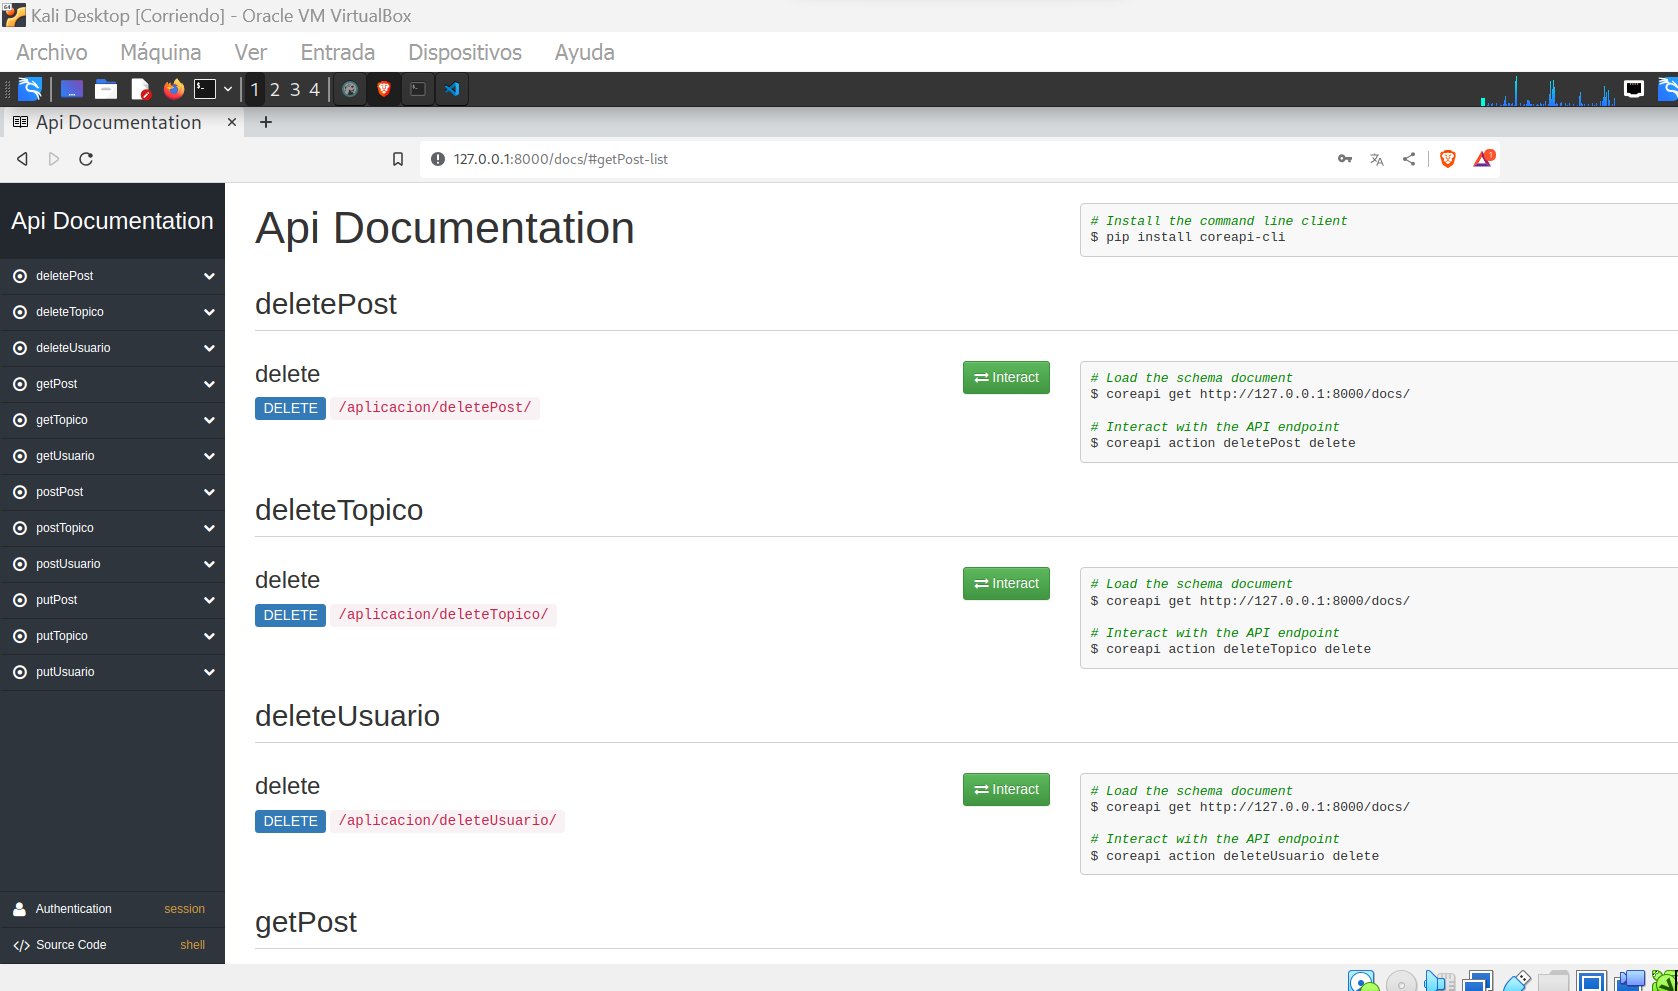 Kali Desktop [Corriendo] - Oracle VM VirtualBox
Archivo Máquina Ver Entrada Dispositivos Ayuda
1 2 3 4
Api Documentation
127.0.0.1:8000/docs/#getPost-list
1
Api Documentation
deletePost
deleteTopico
deleteUsuario
getPost
getTopico
getUsuario
postPost
postTopico
postUsuario
putPost
putTopico
putUsuario
Authentication session
Source Code shell
Api Documentation
# Install the command line client
$ pip install coreapi-cli
deletePost
delete
Interact
DELETE /aplicacion/deletePost/
# Load the schema document
$ coreapi get http://127.0.0.1:8000/docs/
# Interact with the API endpoint
$ coreapi action deletePost delete
deleteTopico
delete
Interact
DELETE /aplicacion/deleteTopico/
# Load the schema document
$ coreapi get http://127.0.0.1:8000/docs/
# Interact with the API endpoint
$ coreapi action deleteTopico delete
deleteUsuario
delete
Interact
DELETE /aplicacion/deleteUsuario/
# Load the schema document
$ coreapi get http://127.0.0.1:8000/docs/
# Interact with the API endpoint
$ coreapi action deleteUsuario delete
getPost